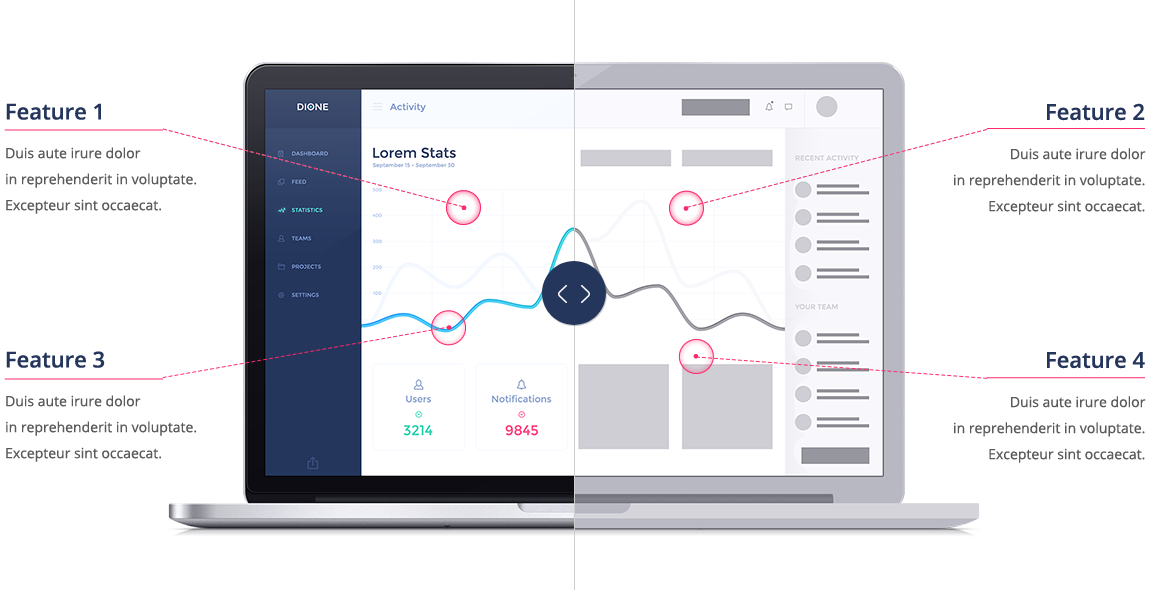 Feature 1
Duis aute irure dolor
in reprehenderit in voluptate.
Excepteur sint occaecat.
Feature 2
Duis aute irure dolor
in reprehenderit in voluptate.
Excepteur sint occaecat.
DIONE
Activity
DASHBOARD
FEED
STATISTICS
TEAMS
PROJECTS
SETTINGS
Lorem Stats
September 15 - September 30
500
400
300
200
100
RECENT ACTIVITY
YOUR TEAM
Users
3214
Notifications
9845
Feature 3
Duis aute irure dolor
in reprehenderit in voluptate.
Excepteur sint occaecat.
Feature 4
Duis aute irure dolor
in reprehenderit in voluptate.
Excepteur sint occaecat.